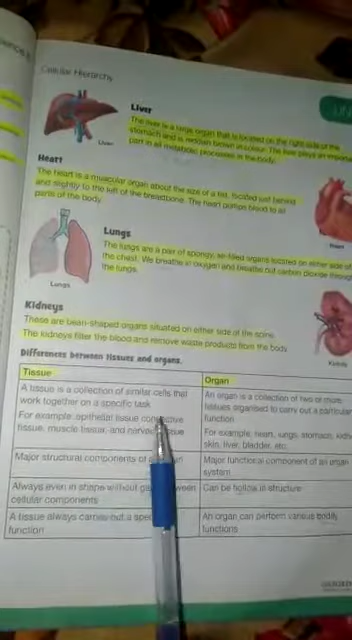 Cellular Hierarchy
Liver
The liver is a large organ that is located on the right side of the
stomach and is reddish brown in colour. The liver plays an important
part in all metabolic processes in the body.
Liver
Heart
The heart is a muscular organ about the size of a fist, located just behind
and slightly to the left of the breastbone. The heart pumps blood to all
parts of the body.
Heart
Lungs
The lungs are a pair of spongy, air-filled organs located on either side of
the chest. We breathe in oxygen and breathe out carbon dioxide through
the lungs.
Lungs
Kidneys
These are bean-shaped organs situated on either side of the spine.
The kidneys filter the blood and remove waste products from the body.
Kidney
Differences between tissues and organs.
Tissue
Organ
A tissue is a collection of similar cells that
work together on a specific task
For example: epithelial tissue connective
tissue, muscle tissue, and nervous tissue
An organ is a collection of two or more
tissues organised to carry out a particular
function
For example, heart, lungs, stomach, kidney
skin, liver, bladder, etc.
Major structural components of
Major functional component of an organ
system
Always even in shape without
cellular components
Can be hollow in structure
A tissue always carries out a
function
An organ can perform various bodily
functions